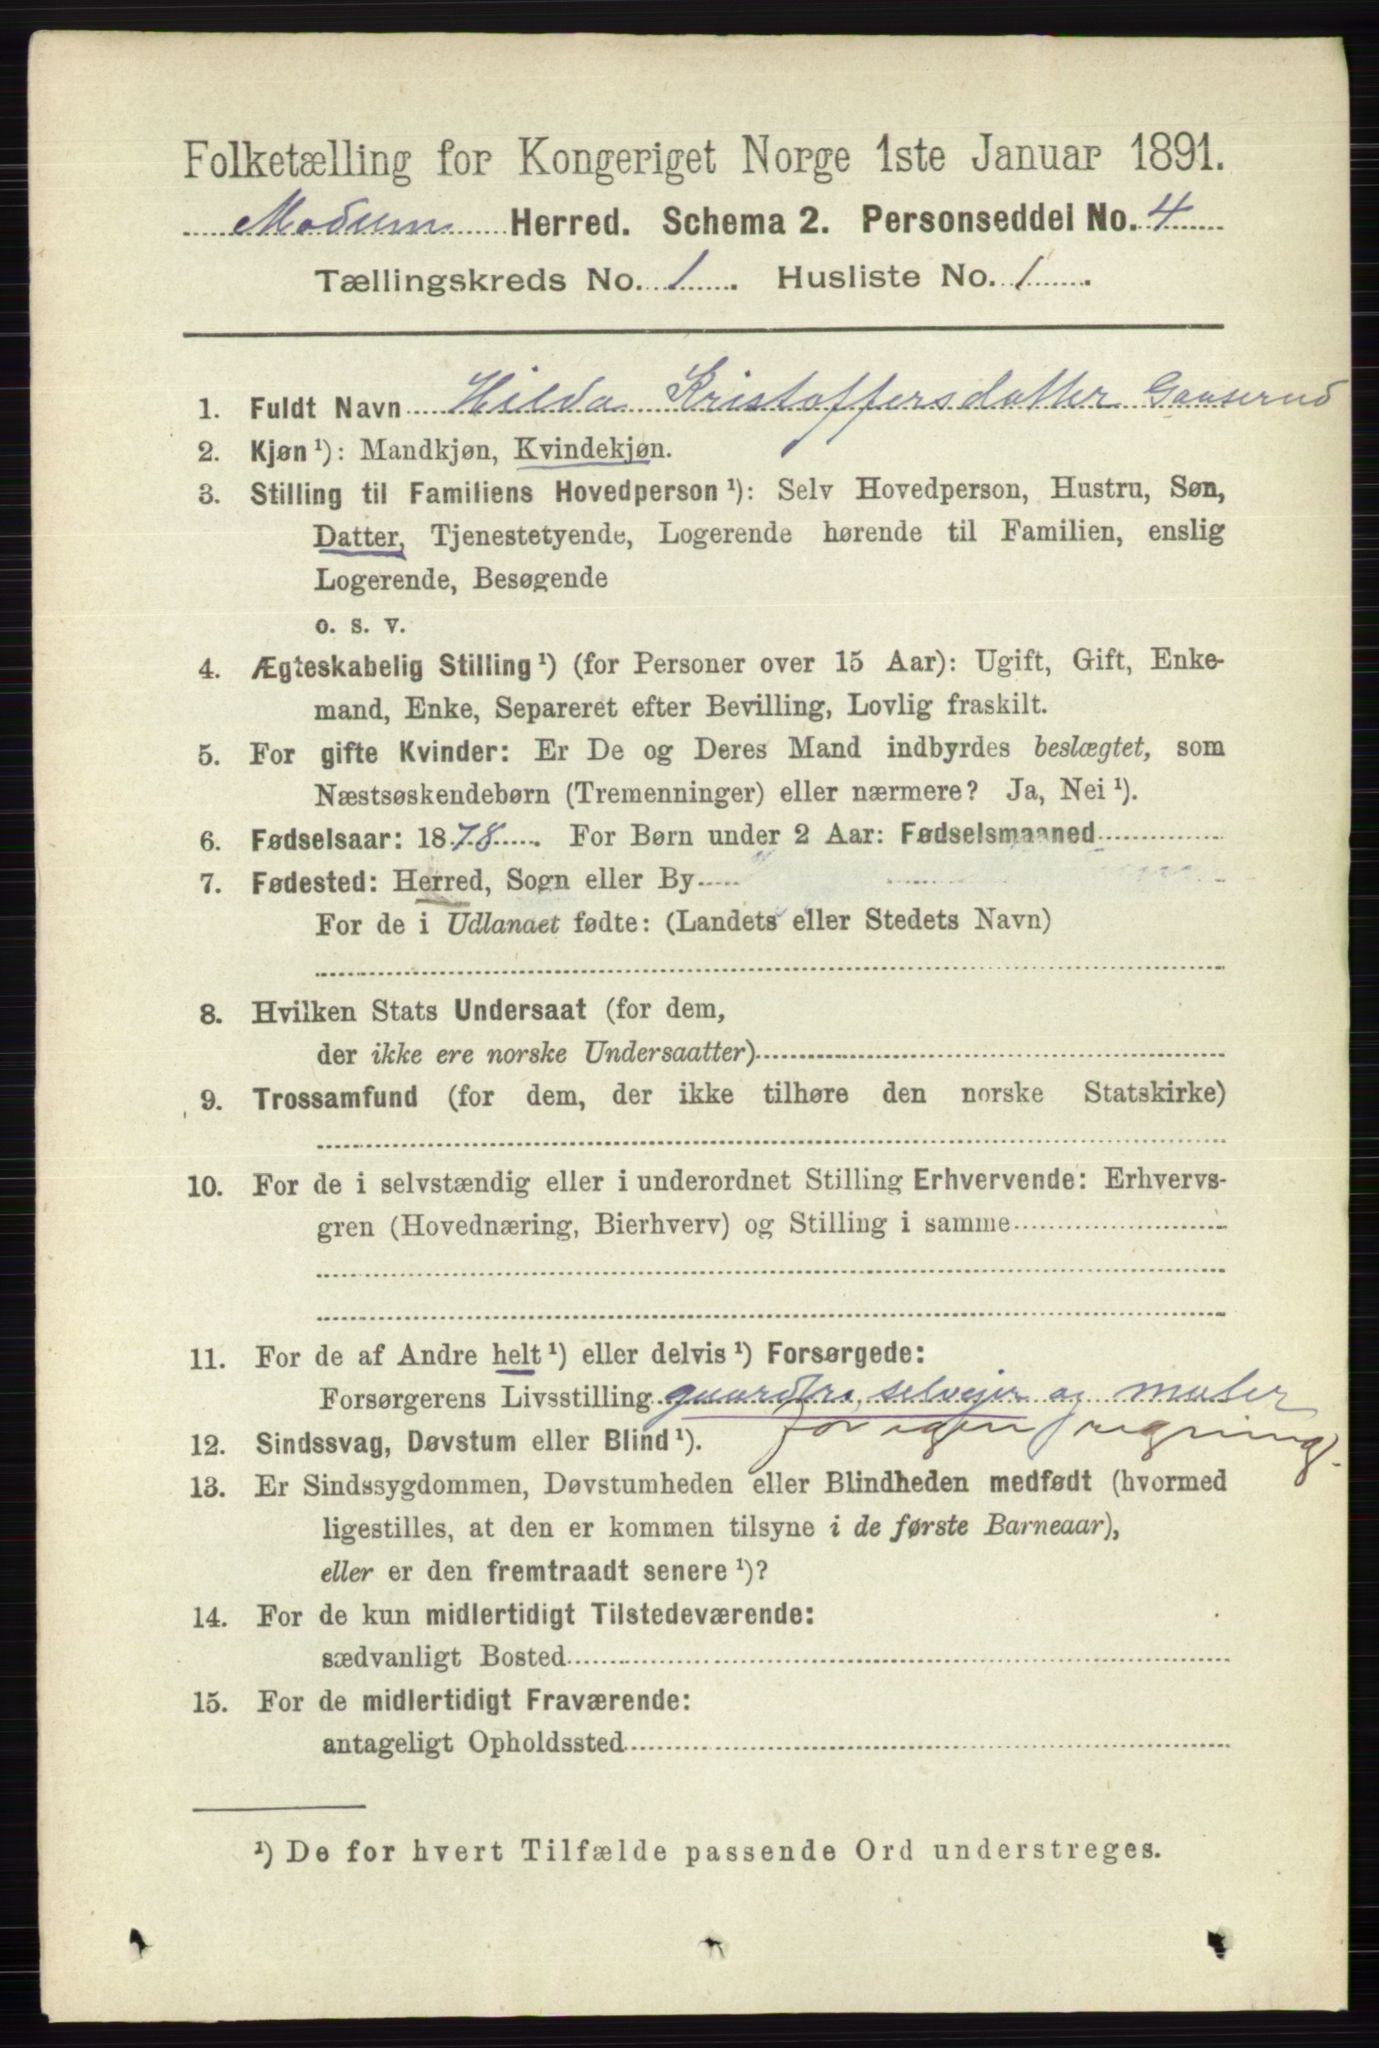 Folketælling for Kongeriget Norge 1ste Januar 1891.
Modum Herred. Schema 2. Personseddel No. 4
Tællingskreds No. 1. Husliste No. 1.
1. Fuldt Navn Hilda Kristoffersdatter Gaaserud
2. Kjøn ¹): Mandkjøn, Kvindekjøn.
3. Stilling til Familiens Hovedperson ¹): Selv Hovedperson, Hustru, Søn,
Datter, Tjenestetyende, Logerende hørende til Familien, enslig
Logerende, Besøgende
o. s. v.
4. Ægteskabelig Stilling ¹) (for Personer over 15 Aar): Ugift, Gift, Enke-
mand, Enke, Separeret efter Bevilling, Lovlig fraskilt.
5. For gifte Kvinder: Er De og Deres Mand indbyrdes beslægtet, som
Næstsøskendebørn (Tremenninger) eller nærmere? Ja, Nei ¹).
6. Fødselsaar: 1878. For Børn under 2 Aar: Fødselsmaaned
7. Fødested: Herred, Sogn eller By
For de i Udlandet fødte: (Landets eller Stedets Navn)
8. Hvilken Stats Undersaat (for dem,
der ikke ere norske Undersaatter)
9. Trossamfund (for dem, der ikke tilhøre den norske Statskirke)
10. For de i selvstændig eller i underordnet Stilling Erhvervende: Erhvervs-
gren (Hovednæring, Bierhverv) og Stilling i samme
11. For de af Andre helt ¹) eller delvis ¹) Forsørgede:
Forsørgerens Livsstilling gaardbr. selvejer og maler
for egen regning.
12. Sindssvag, Døvstum eller Blind ¹).
13. Er Sindssygdommen, Døvstumheden eller Blindheden medfødt (hvormed
ligestilles, at den er kommen tilsyne i de første Barneaar),
eller er den fremtraadt senere ¹)?
14. For de kun midlertidigt Tilstedeværende:
sædvanligt Bosted
15. For de midlertidigt Fraværende:
antageligt Opholdssted
¹) De for hvert Tilfælde passende Ord understreges.